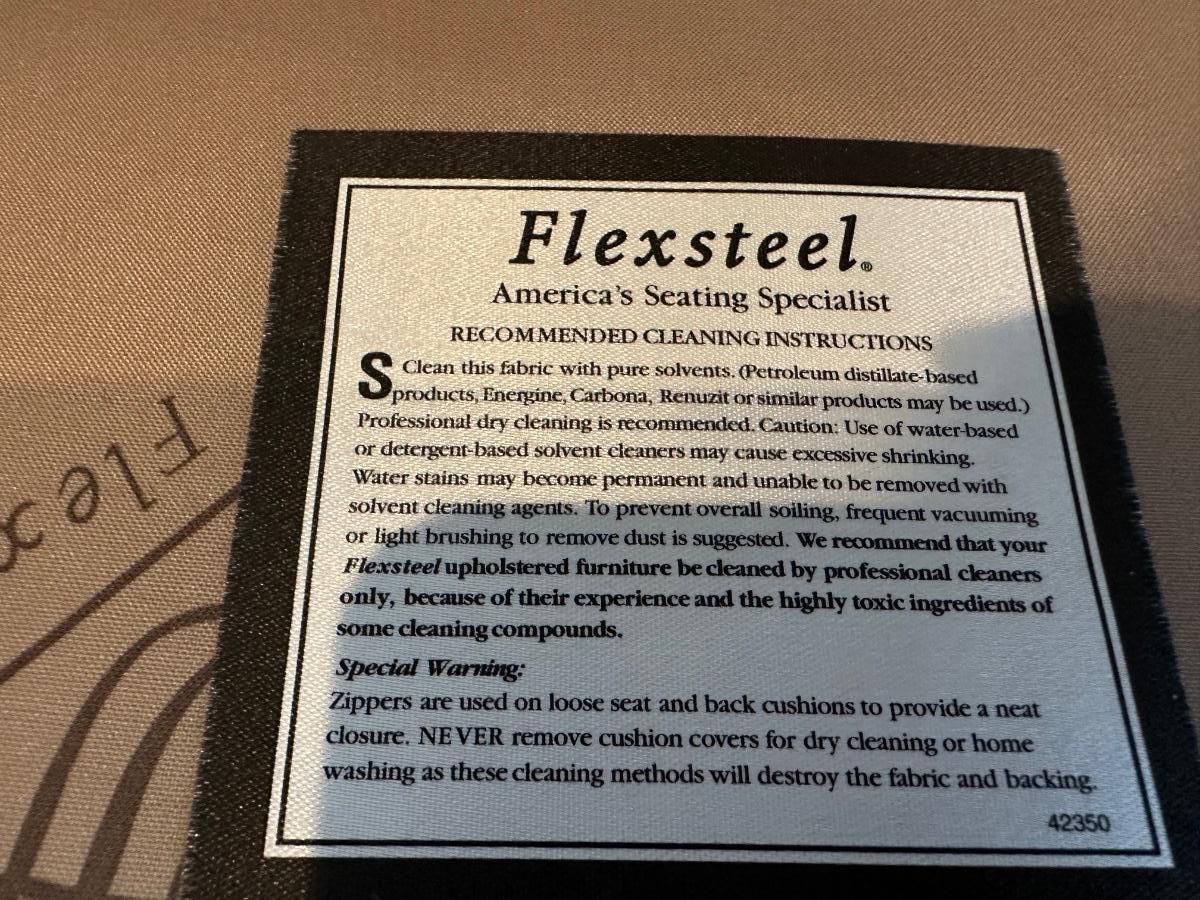 Flexsteel®
America's Seating Specialist
RECOMMENDED CLEANING INSTRUCTIONS
S Clean this fabric with pure solvents. (Petroleum distillate-based
products, Energine, Carbona, Renuzit or similar products may be used.)
Professional dry cleaning is recommended. Caution: Use of water-based
or detergent-based solvent cleaners may cause excessive shrinking.
Water stains may become permanent and unable to be removed with
solvent cleaning agents. To prevent overall soiling, frequent vacuuming
or light brushing to remove dust is suggested. We recommend that your
Flexsteel upholstered furniture be cleaned by professional cleaners
only, because of their experience and the highly toxic ingredients of
some cleaning compounds.
Special Warning:
Zippers are used on loose seat and back cushions to provide a neat
closure. NEVER remove cushion covers for dry cleaning or home
washing as these cleaning methods will destroy the fabric and backing.
42350
Flex